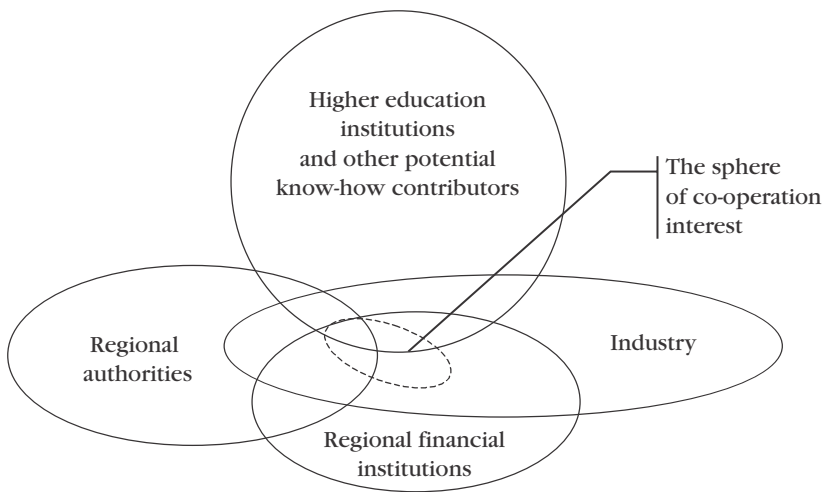 Higher education
institutions
and other potential
know-how contributors
The sphere
of co-operation
interest
Regional
authorities
Industry
Regional financial
institutions